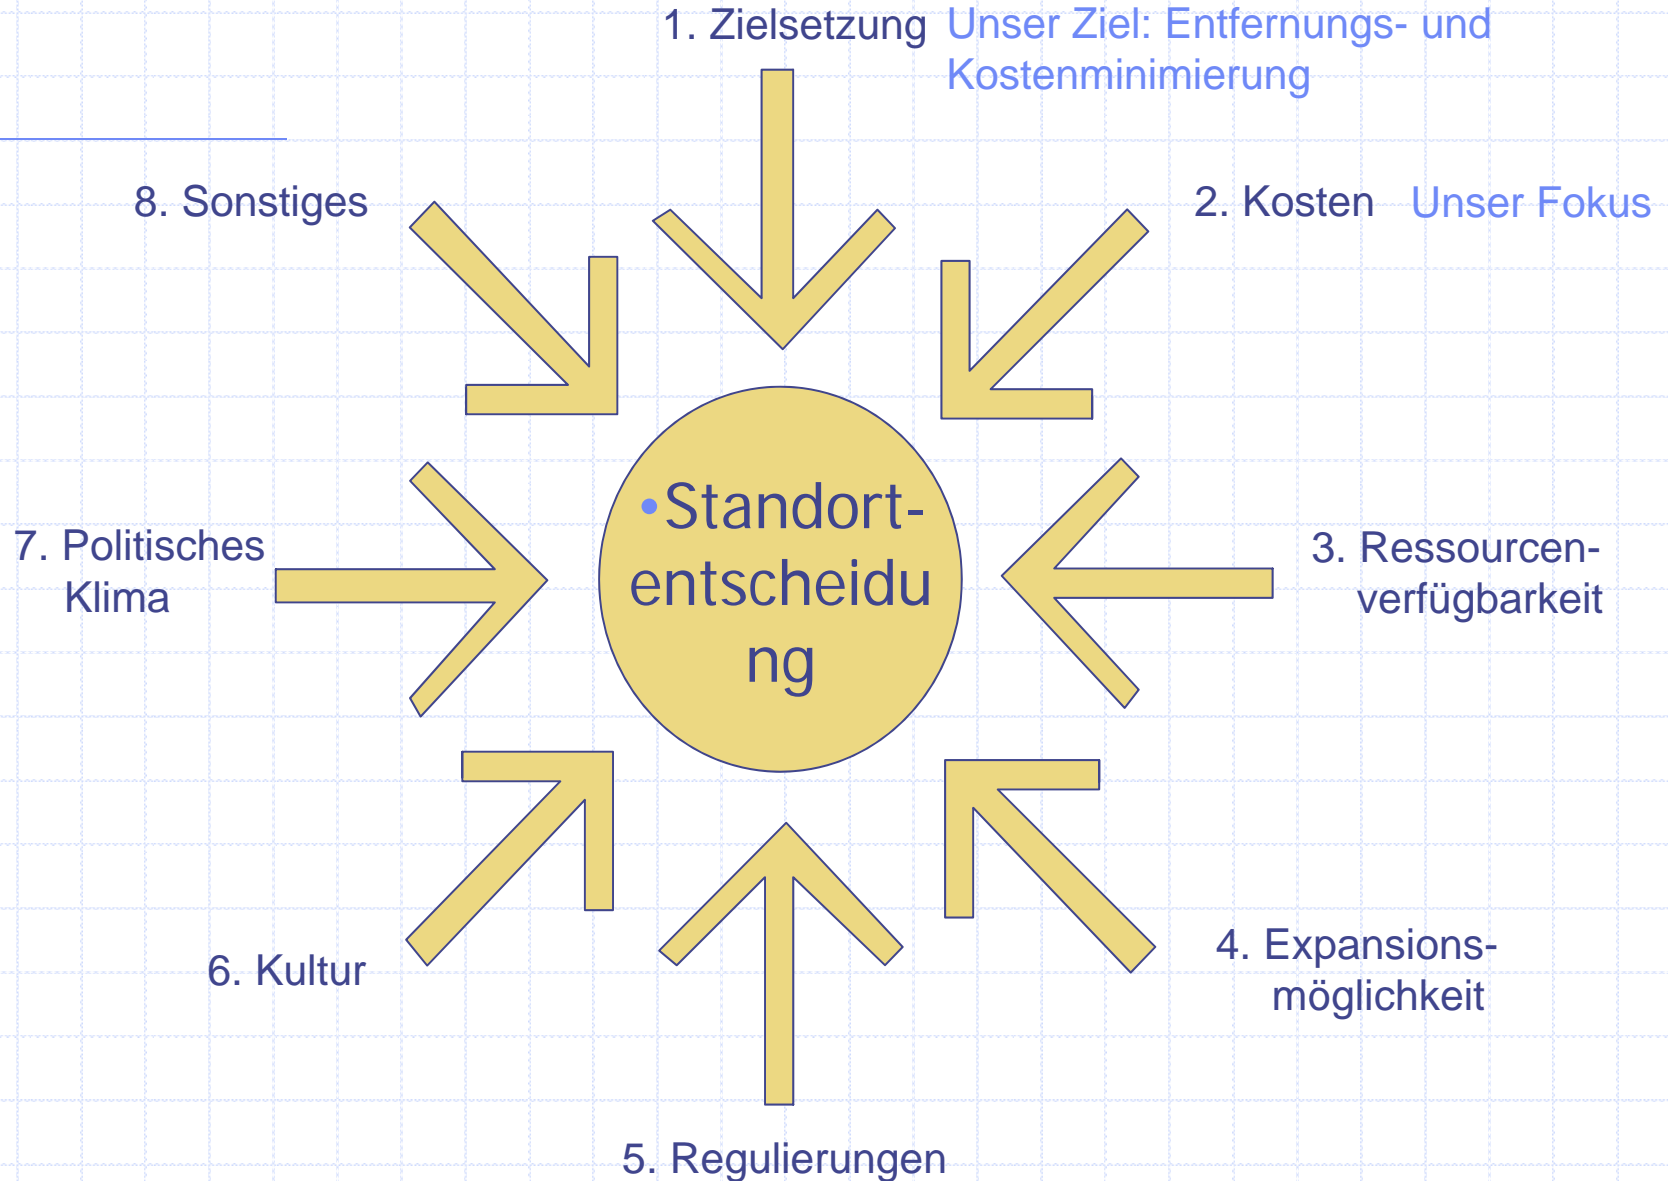 1. Zielsetzung
Unser Ziel: Entfernungs- und
Kostenminimierung
8. Sonstiges
2. Kosten
Unser Fokus
•Standort-
entscheidu
ng
7. Politisches
Klima
3. Ressourcen-
verfügbarkeit
6. Kultur
4. Expansions-
möglichkeit
5. Regulierungen